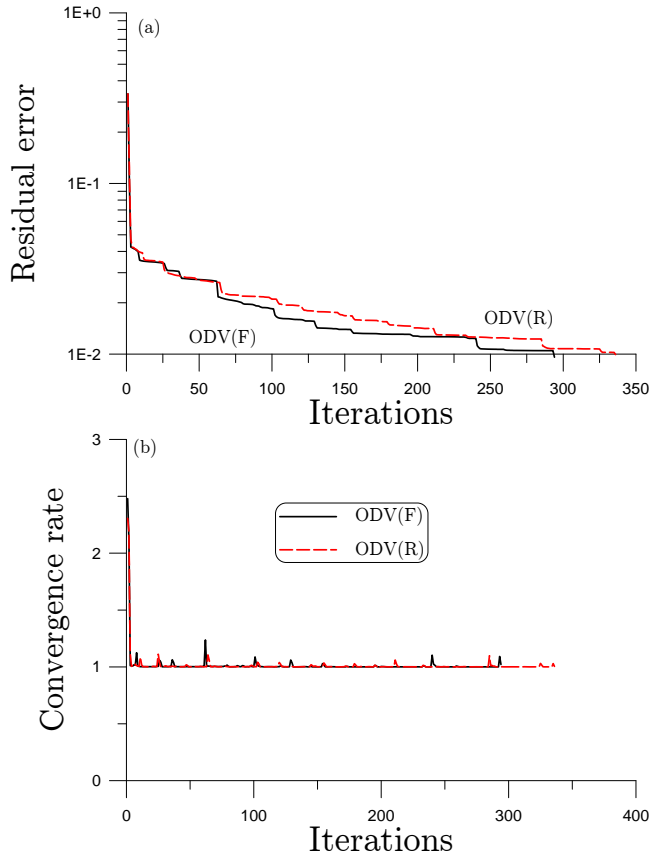 1E+0
(a)
Residual error
1E-1
ODV(R)
ODV(F)
1E-2
0 50 100 150 200 250 300 350
Iterations
3
(b)
Convergence rate
ODV(F)
2
ODV(R)
1
0
0 100 200 300 400
Iterations